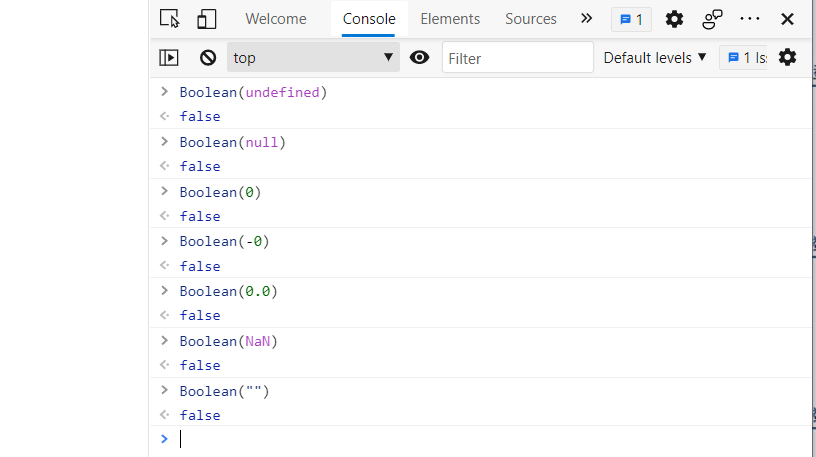 Welcome Console Elements Sources » 1
top Filter Default levels ▼ 1 Is
> Boolean(undefined)
<· false
> Boolean(null)
<· false
> Boolean(0)
<· false
> Boolean(-0)
<· false
> Boolean(0.0)
<· false
> Boolean(NaN)
<· false
> Boolean("")
<· false
>